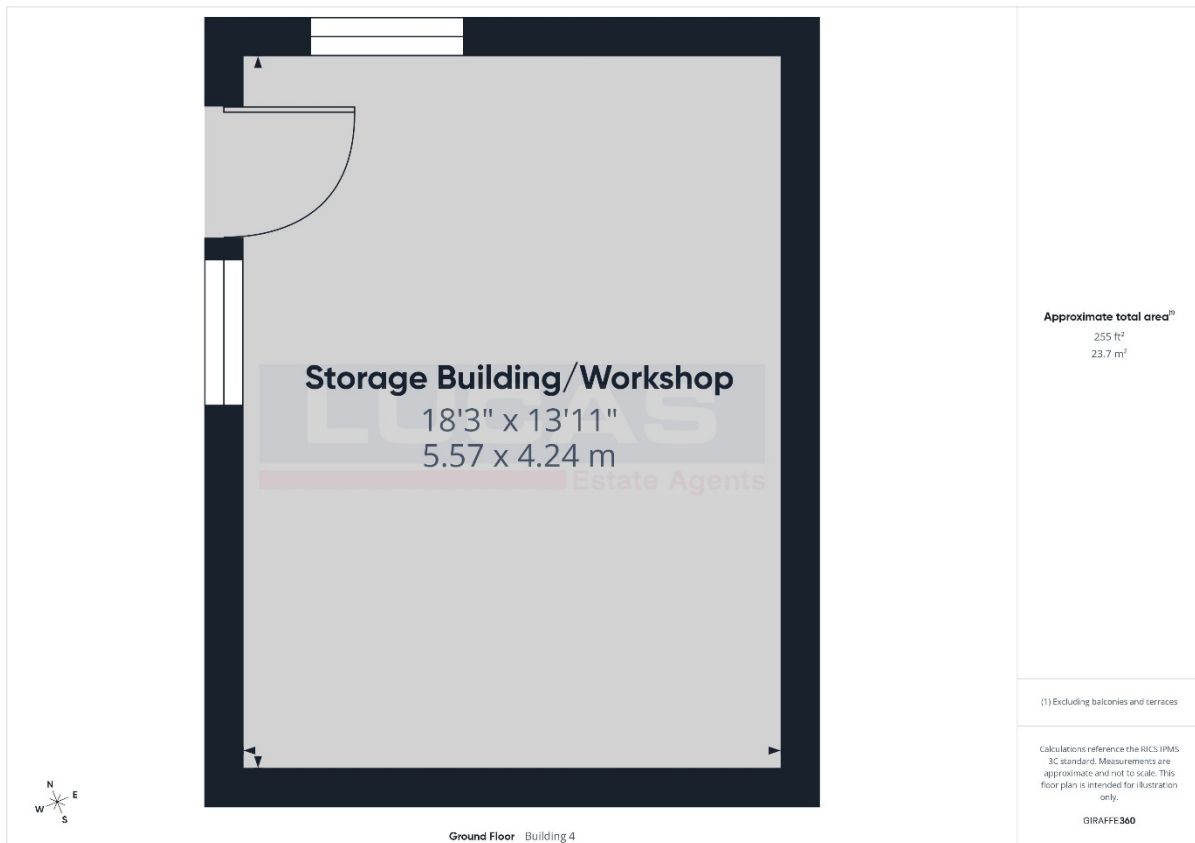 Storage Building/Workshop
18'3" x 13'11"
5.57 x 4.24 m
LUCAS
Estate Agents
Approximate total area(1)
255 ft²
23.7 m²
(1) Excluding balconies and terraces
Calculations reference the RICS IPMS
3C standard. Measurements are
approximate and not to scale. This
floor plan is intended for illustration
only.
GIRAFFE360
N
E
W
S
Ground Floor Building 4